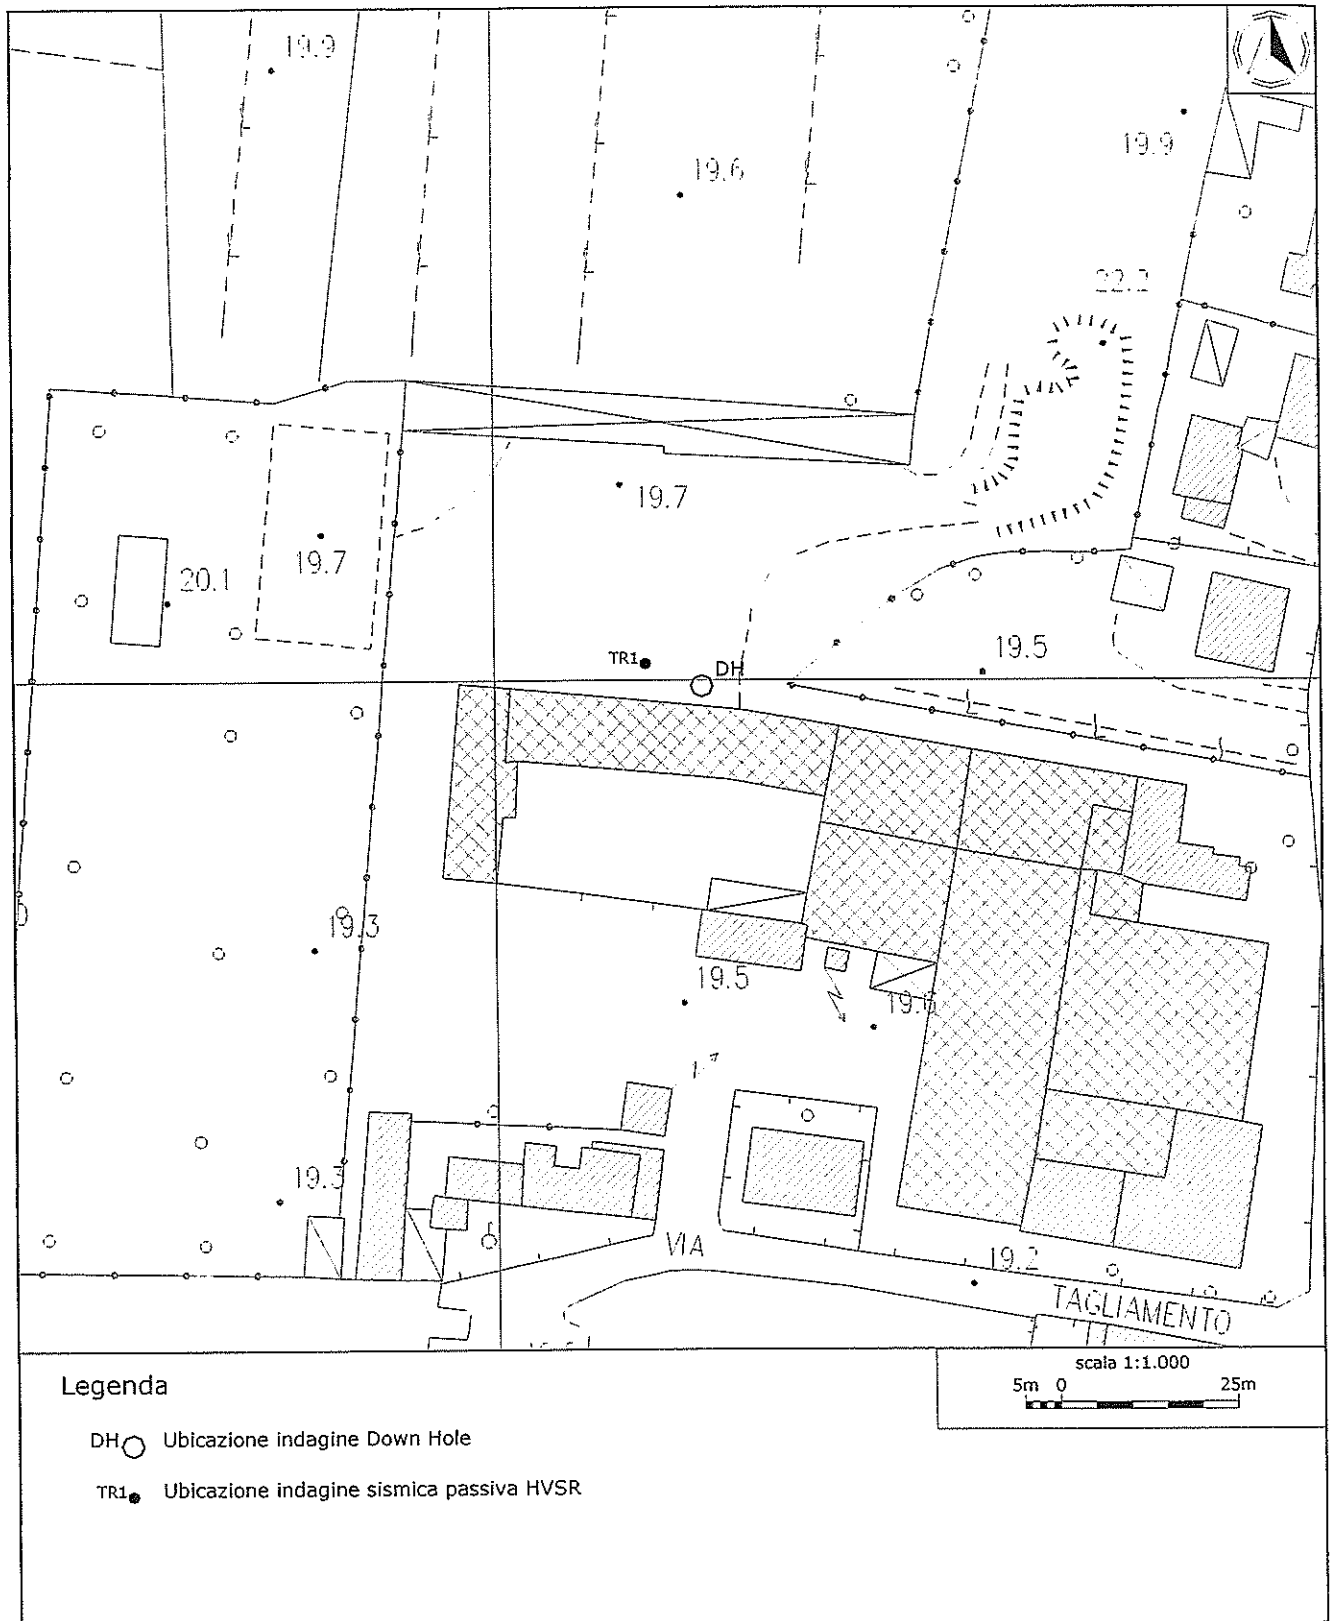 19.9
19.6
19.9
22.2
19.7
19.7
20.1
TR1
DH
19.5
19.3
19.5
19.6
19.3
VIA
19.2
TAGLIAMENTO
Legenda
DH Ubicazione indagine Down Hole
TR1 Ubicazione indagine sismica passiva HVSR
scala 1:1.000
5m 0 25m